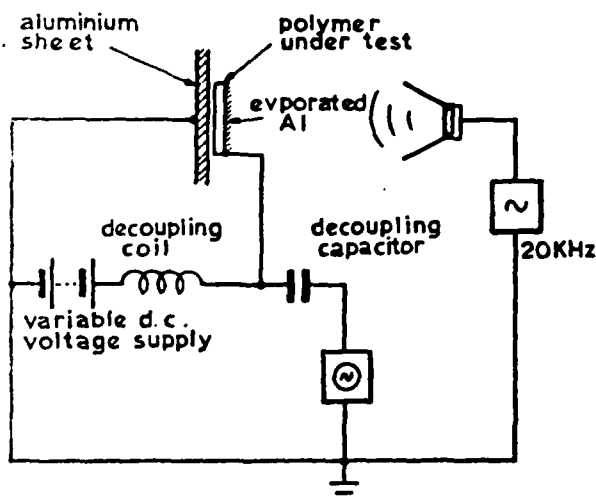 aluminium
sheet
polymer
under test
evporated
Al
decoupling
coil
decoupling
capacitor
~
20KHz
variable d.c.
voltage supply
~